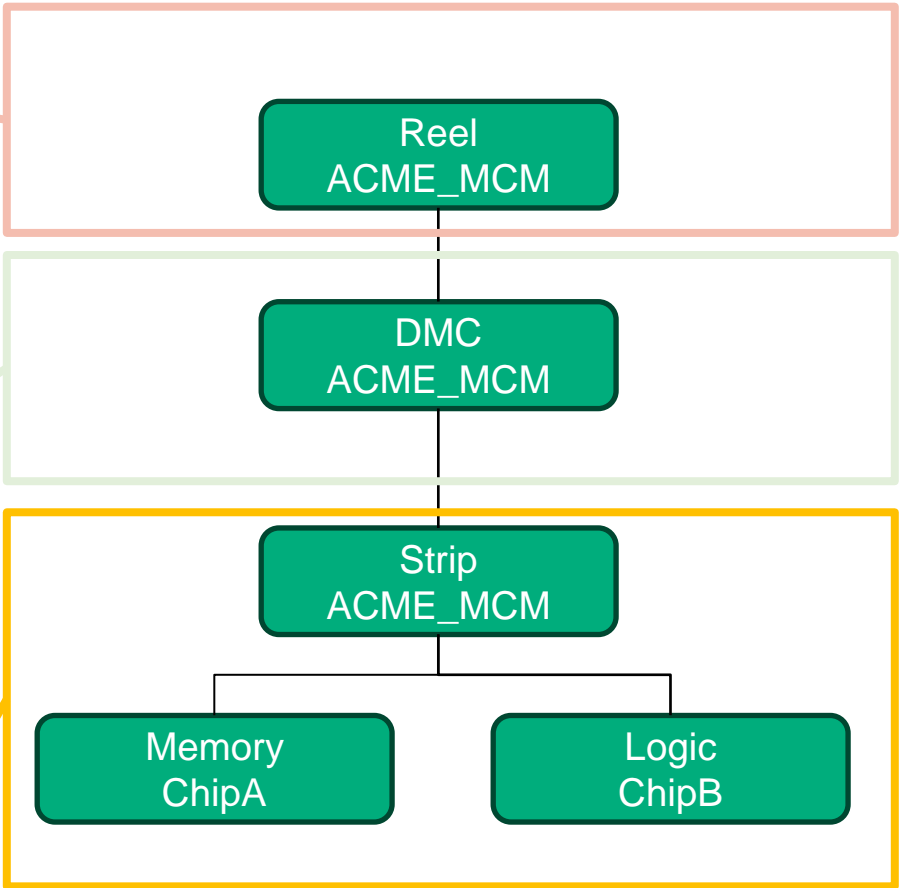 Reel
ACME_MCM
DMC
ACME_MCM
Strip
ACME_MCM
Memory
ChipA
Logic
ChipB